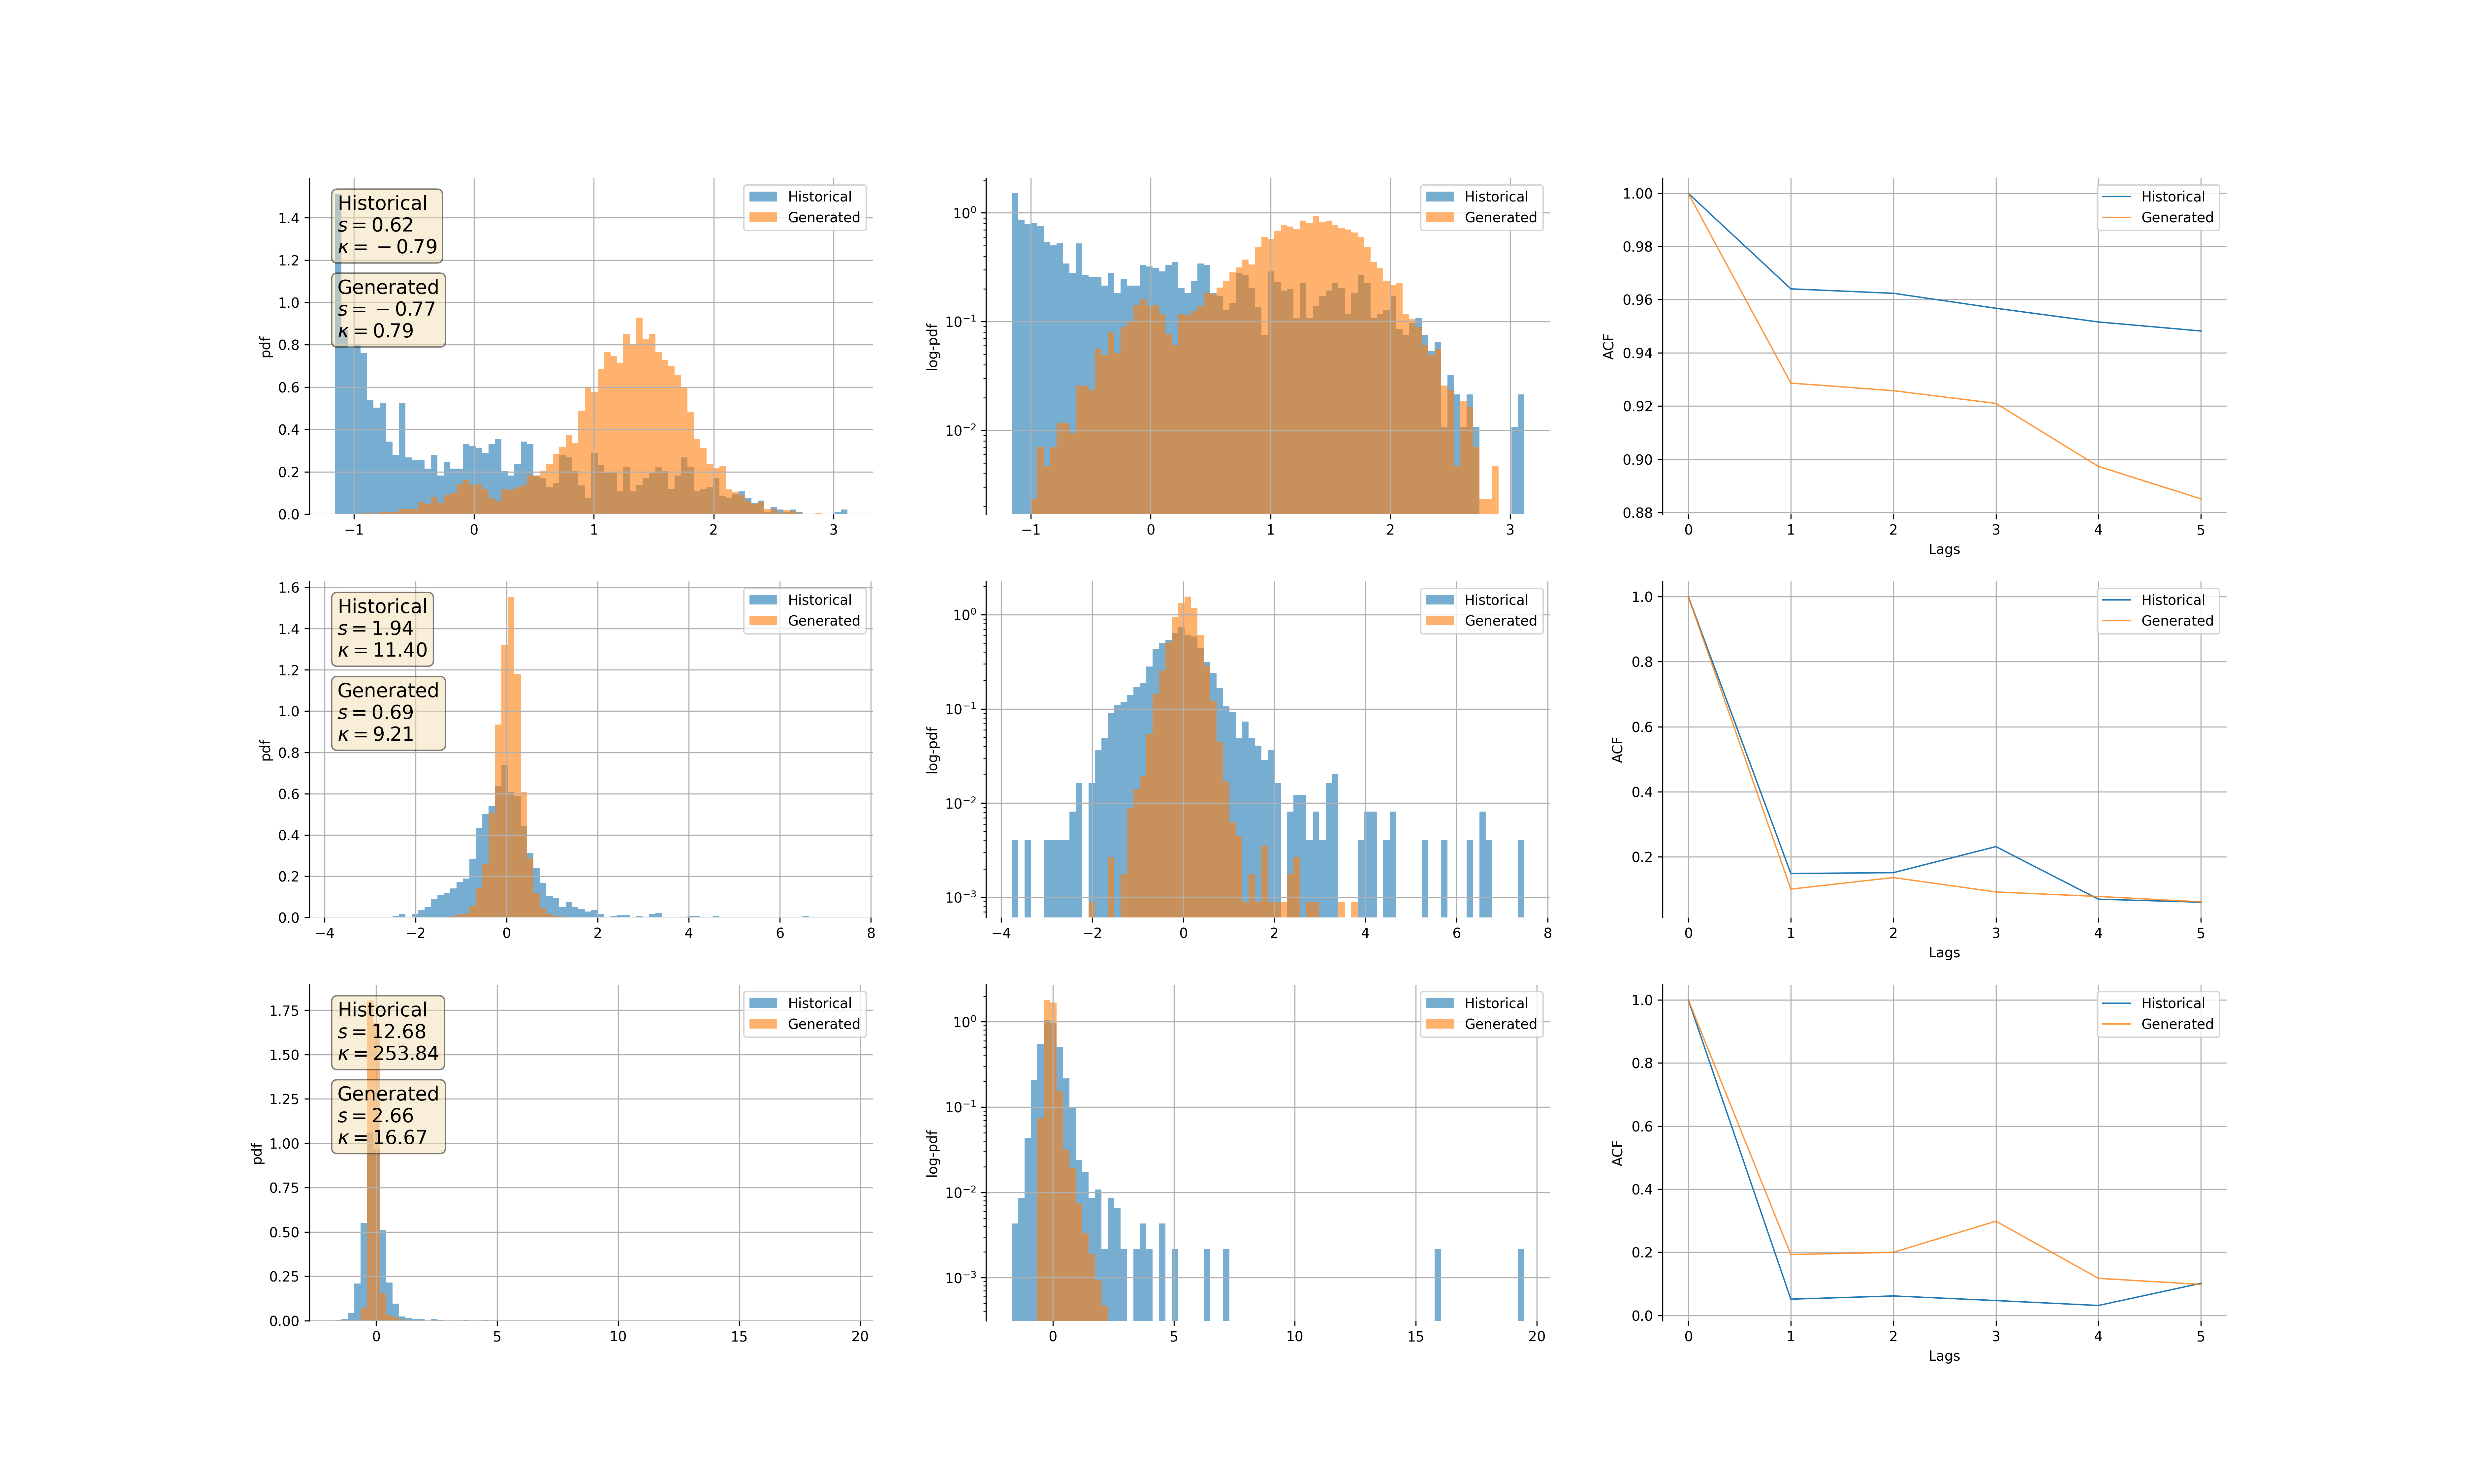 Historical
s = 0.62
κ = −0.79
Generated
s = −0.77
κ = 0.79
Historical
Generated
pdf
0.0
0.2
0.4
0.6
0.8
1.0
1.2
1.4
−1 0 1 2 3
Historical
Generated
log-pdf
10⁰
10⁻¹
10⁻²
−1 0 1 2 3
Historical
Generated
ACF
1.00
0.98
0.96
0.94
0.92
0.90
0.88
0 1 2 3 4 5
Lags
Historical
s = 1.94
κ = 11.40
Generated
s = 0.69
κ = 9.21
Historical
Generated
pdf
1.6
1.4
1.2
1.0
0.8
0.6
0.4
0.2
0.0
−4 −2 0 2 4 6 8
Historical
Generated
log-pdf
10⁰
10⁻¹
10⁻²
10⁻³
−4 −2 0 2 4 6 8
Historical
Generated
ACF
1.0
0.8
0.6
0.4
0.2
0 1 2 3 4 5
Lags
Historical
s = 12.68
κ = 253.84
Generated
s = 2.66
κ = 16.67
Historical
Generated
pdf
1.75
1.50
1.25
1.00
0.75
0.50
0.25
0.00
0 5 10 15 20
Historical
Generated
log-pdf
10⁰
10⁻¹
10⁻²
10⁻³
0 5 10 15 20
Historical
Generated
ACF
1.0
0.8
0.6
0.4
0.2
0.0
0 1 2 3 4 5
Lags